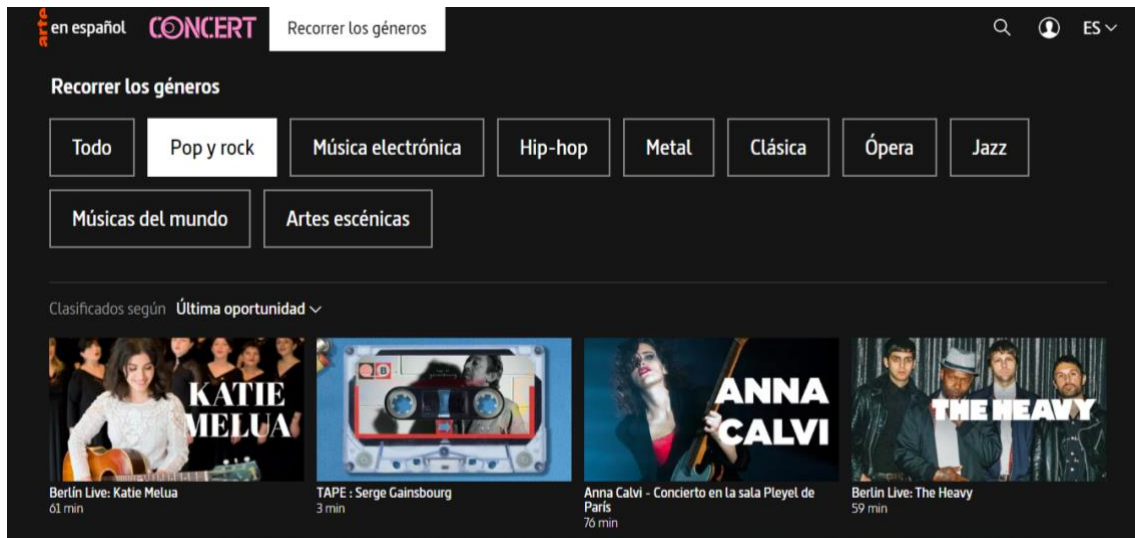 arte en español CONCERT Recorrer los géneros ES
Recorrer los géneros
Todo Pop y rock Música electrónica Hip-hop Metal Clásica Ópera Jazz
Músicas del mundo Artes escénicas
Clasificados según Última oportunidad
KATIE
MELUA
B
ANNA
CALVI
THE HEAVY
Berlín Live: Katie Melua
61 min
TAPE : Serge Gainsbourg
3 min
Anna Calvi - Concierto en la sala Pleyel de
París
76 min
Berlin Live: The Heavy
59 min